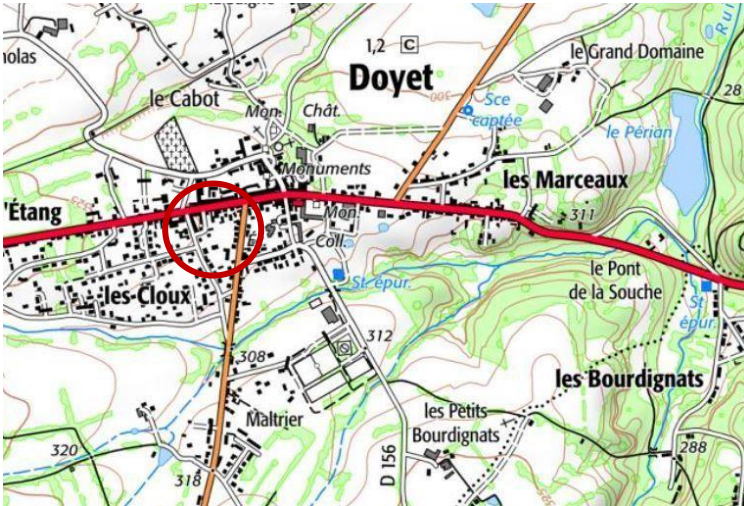 1,2 C
Doyet
le Grand Domaine
le Cabot
Mon.
Chât.
300
Sce
captée
28
le Périan
Monuments
les Marceaux
'Étang
Mon.
311
Coll.
St. épur.
les-Cloux
le Pont
de la Souche
St
épur.
312
308
les Bourdignats
Maltrier
les Petits
Bourdignats
D 156
320
318
288